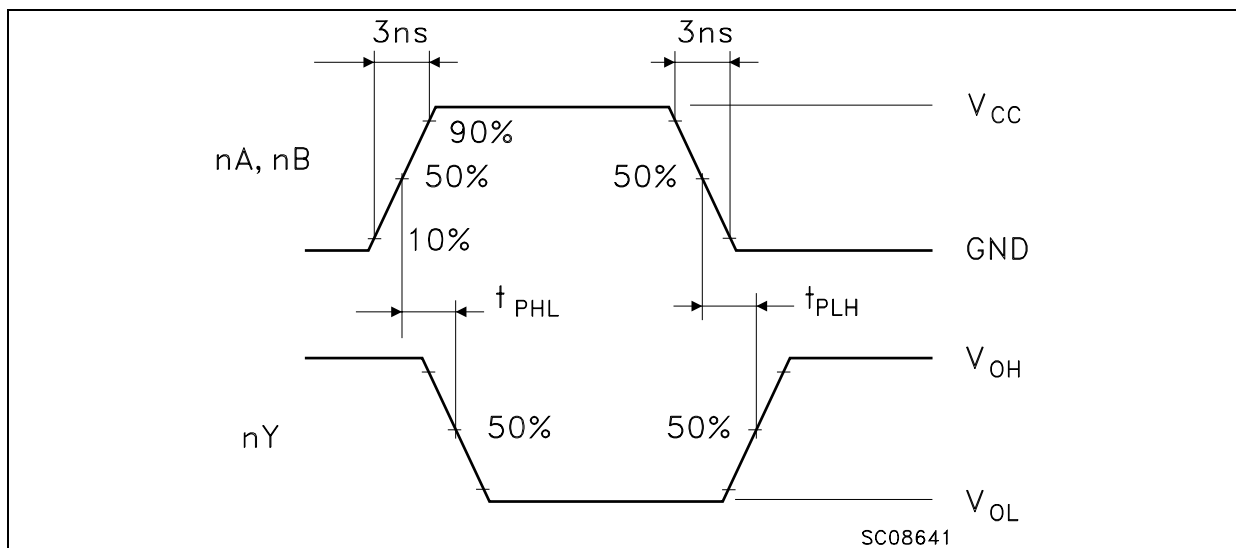 3ns 3ns
V_CC
90%
nA, nB 50% 50%
10% GND
t_PHL t_PLH
V_OH
50% 50%
nY
V_OL
SC08641